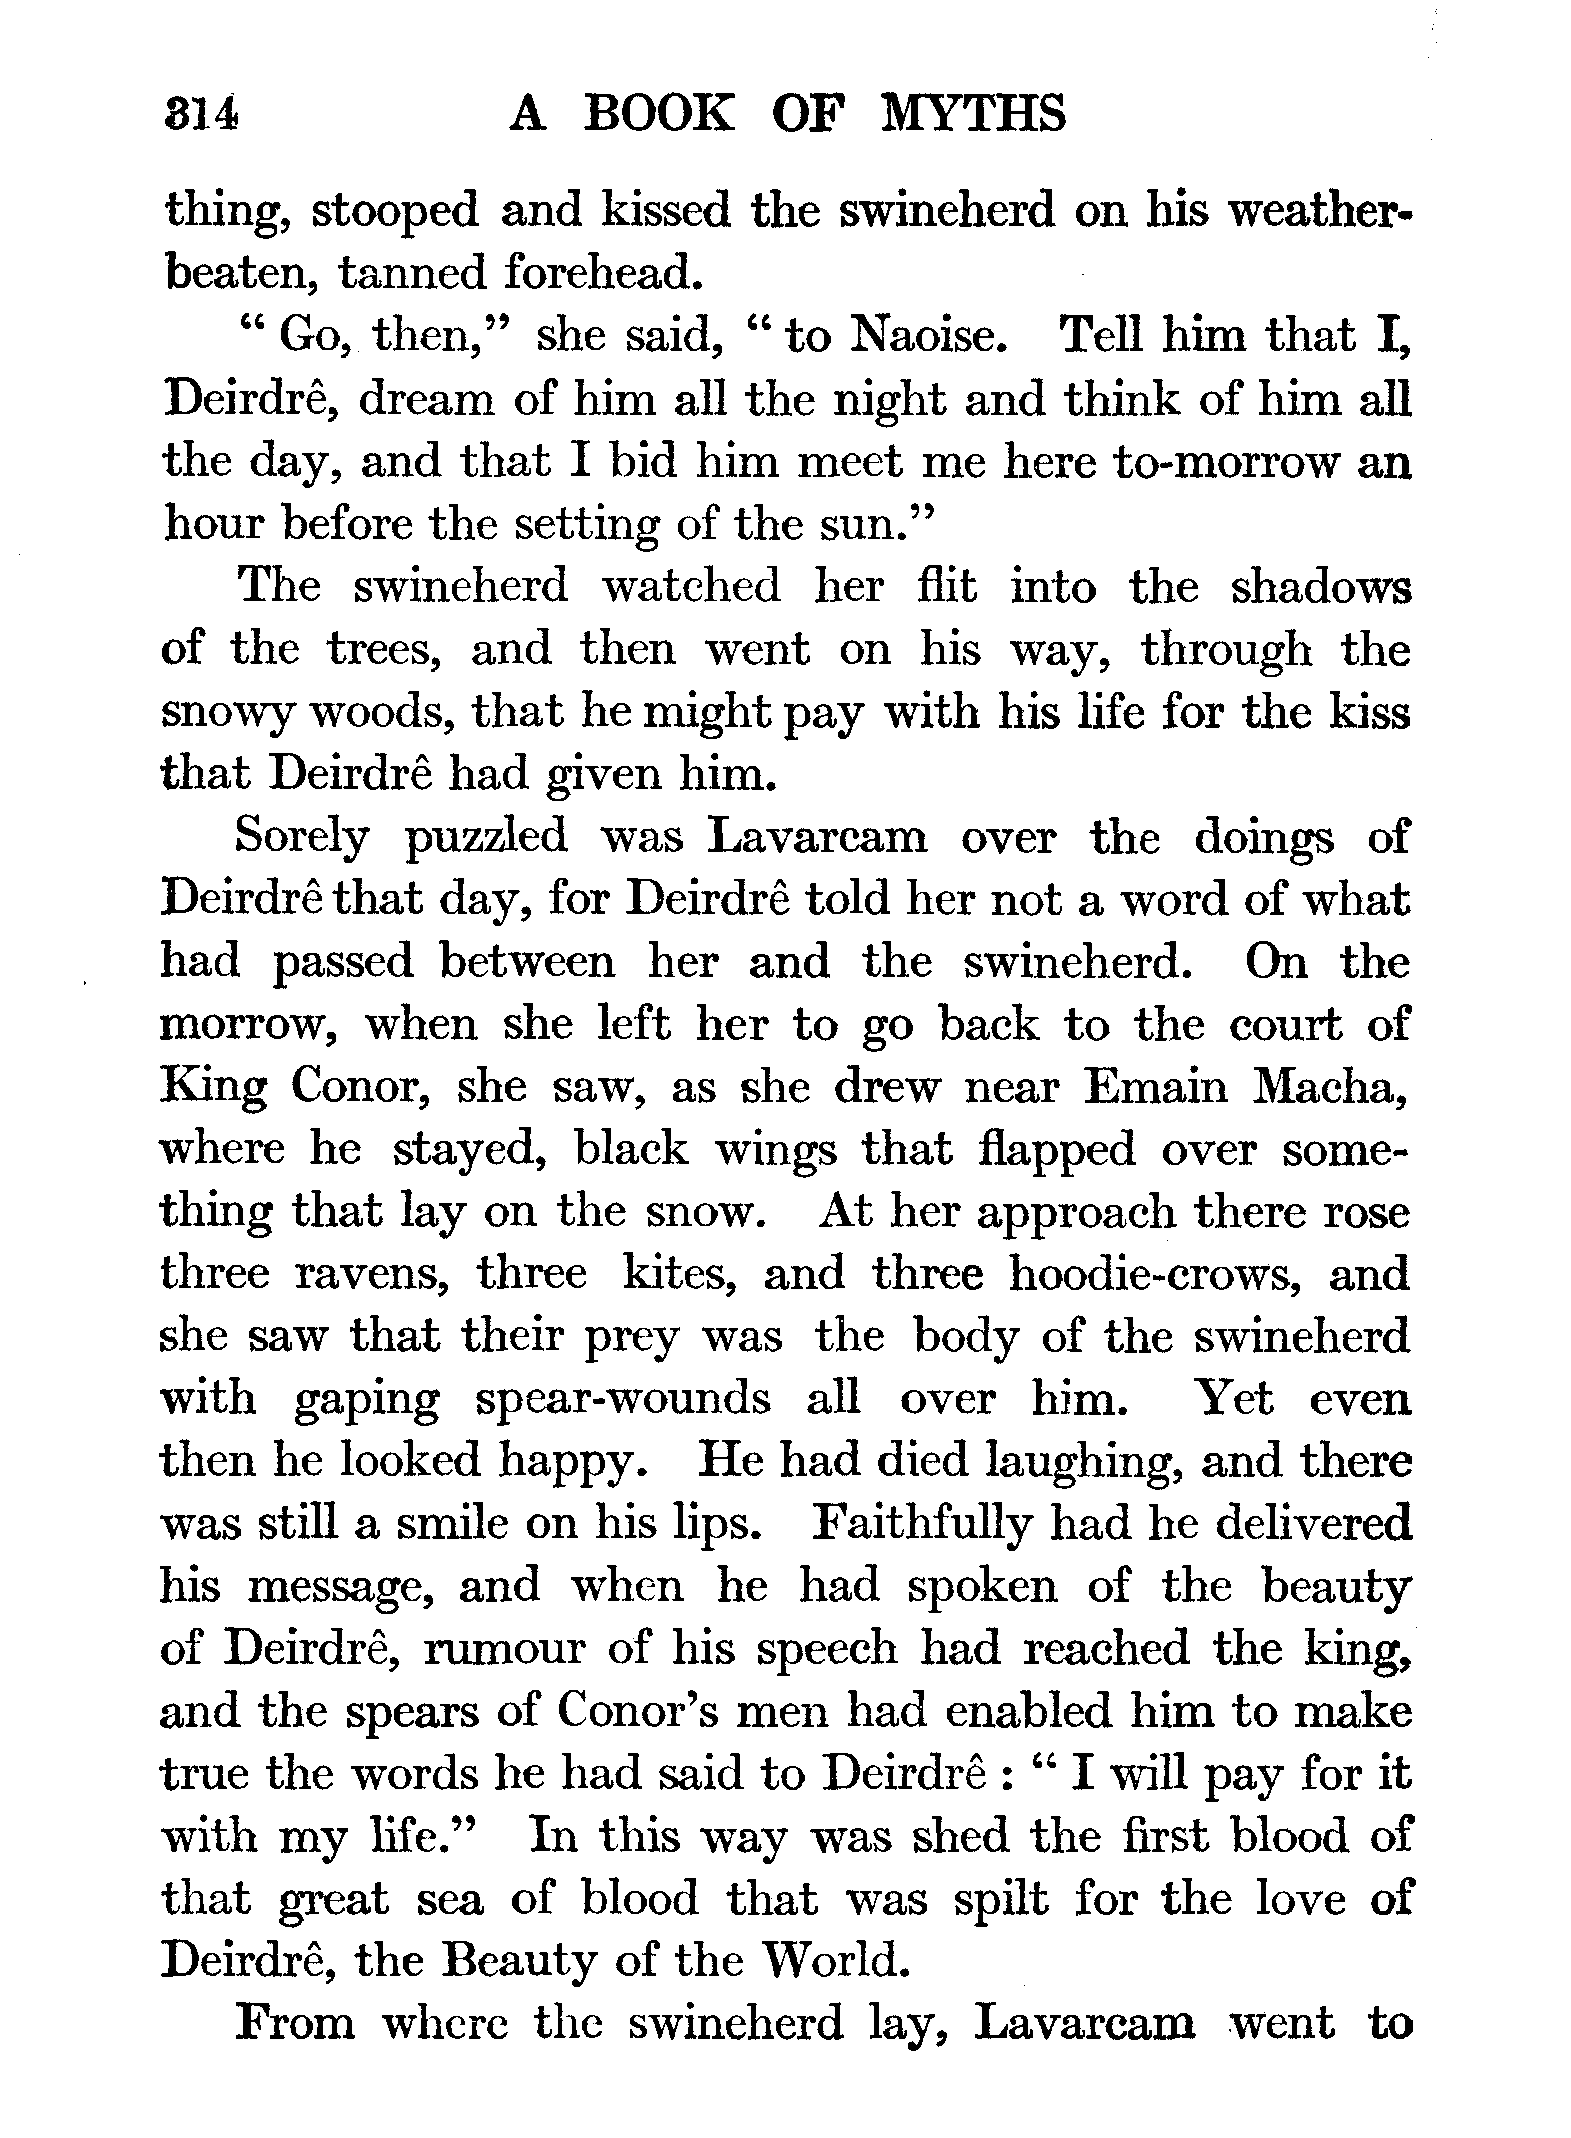 314 A BOOK OF MYTHS
thing, stooped and kissed the swineherd on his weather-
beaten, tanned forehead.
“ Go, then,” she said, “ to Naoise. Tell him that I,
Deirdrê, dream of him all the night and think of him all
the day, and that I bid him meet me here to-morrow an
hour before the setting of the sun.”
The swineherd watched her flit into the shadows
of the trees, and then went on his way, through the
snowy woods, that he might pay with his life for the kiss
that Deirdrê had given him.
Sorely puzzled was Lavarcam over the doings of
Deirdrê that day, for Deirdrê told her not a word of what
had passed between her and the swineherd. On the
morrow, when she left her to go back to the court of
King Conor, she saw, as she drew near Emain Macha,
where he stayed, black wings that flapped over some-
thing that lay on the snow. At her approach there rose
three ravens, three kites, and three hoodie-crows, and
she saw that their prey was the body of the swineherd
with gaping spear-wounds all over him. Yet even
then he looked happy. He had died laughing, and there
was still a smile on his lips. Faithfully had he delivered
his message, and when he had spoken of the beauty
of Deirdrê, rumour of his speech had reached the king,
and the spears of Conor’s men had enabled him to make
true the words he had said to Deirdrê : “ I will pay for it
with my life.” In this way was shed the first blood of
that great sea of blood that was spilt for the love of
Deirdrê, the Beauty of the World.
From where the swineherd lay, Lavarcam went to